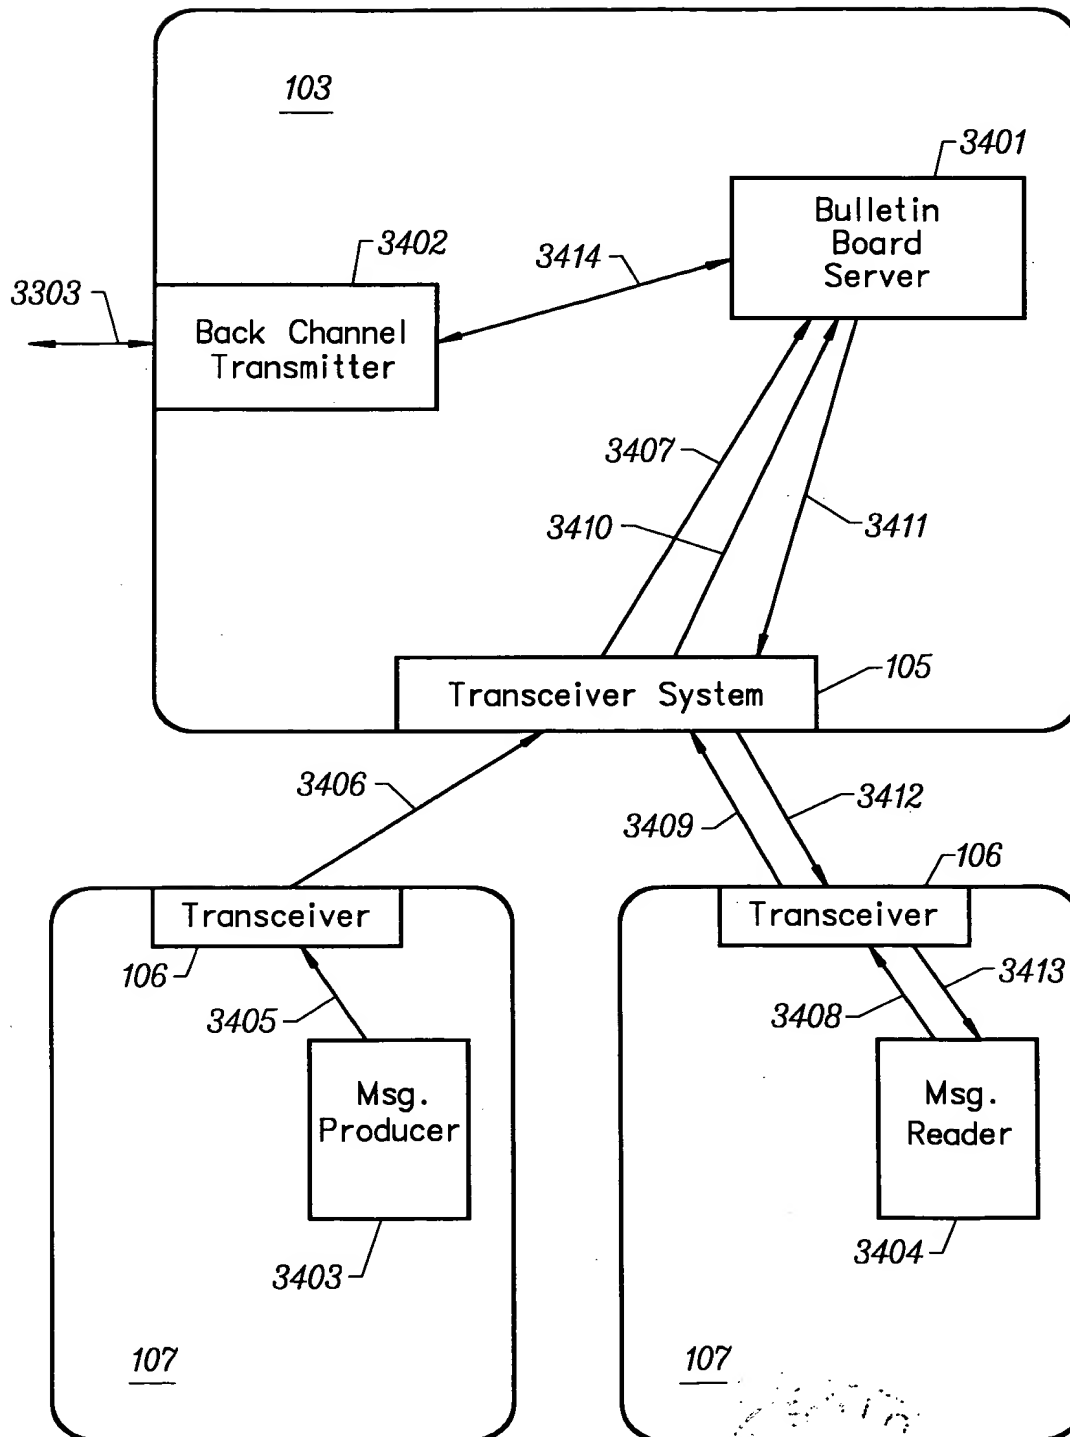 103
3401
Bulletin
Board
Server
3402
3414
3303
Back Channel
Transmitter
3407
3410
3411
105
Transceiver System
3406
3412
3409
106
Transceiver
Transceiver
106
3405
3408
3413
Msg.
Producer
Msg.
Reader
3403
3404
107
107